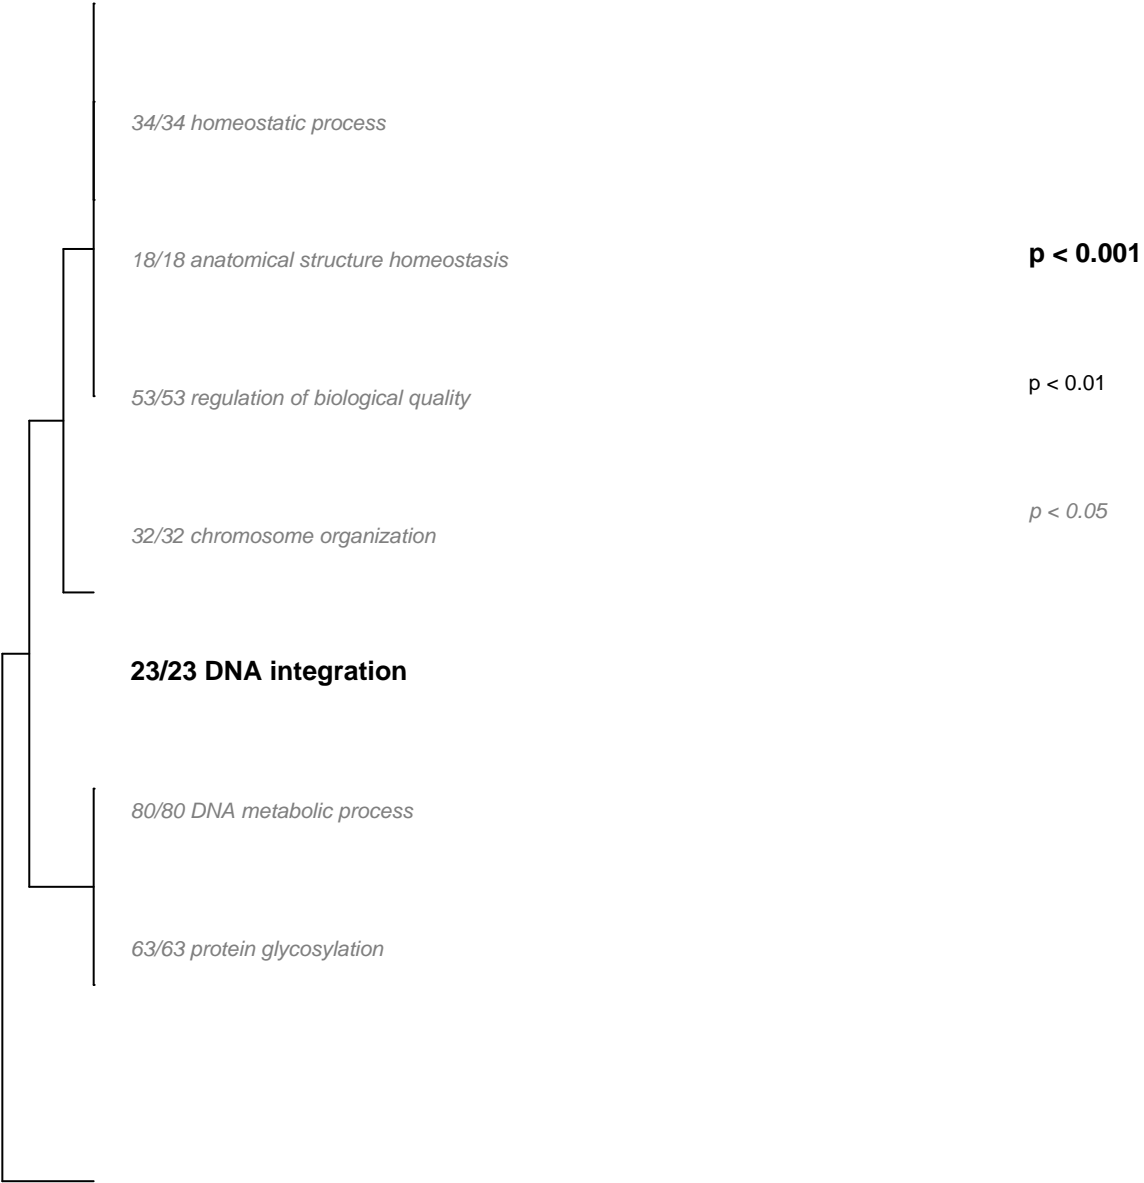 34/34 homeostatic process
18/18 anatomical structure homeostasis
p < 0.001
53/53 regulation of biological quality
p < 0.01
32/32 chromosome organization
p < 0.05
23/23 DNA integration
80/80 DNA metabolic process
63/63 protein glycosylation